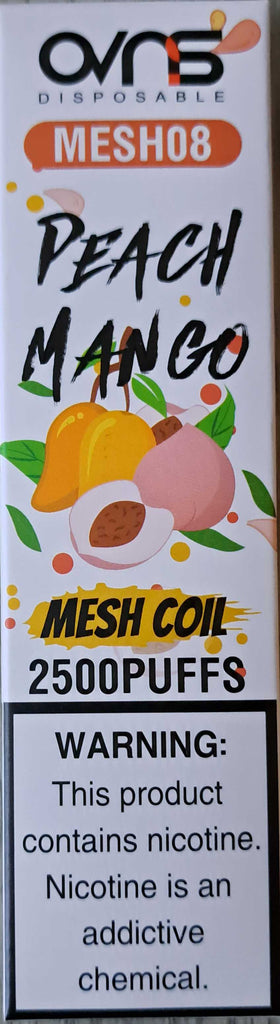 OVNS
DISPOSABLE
MESH08
PEACH
MANGO
MESH COIL
2500PUFFS
WARNING:
This product
contains nicotine.
Nicotine is an
addictive
chemical.